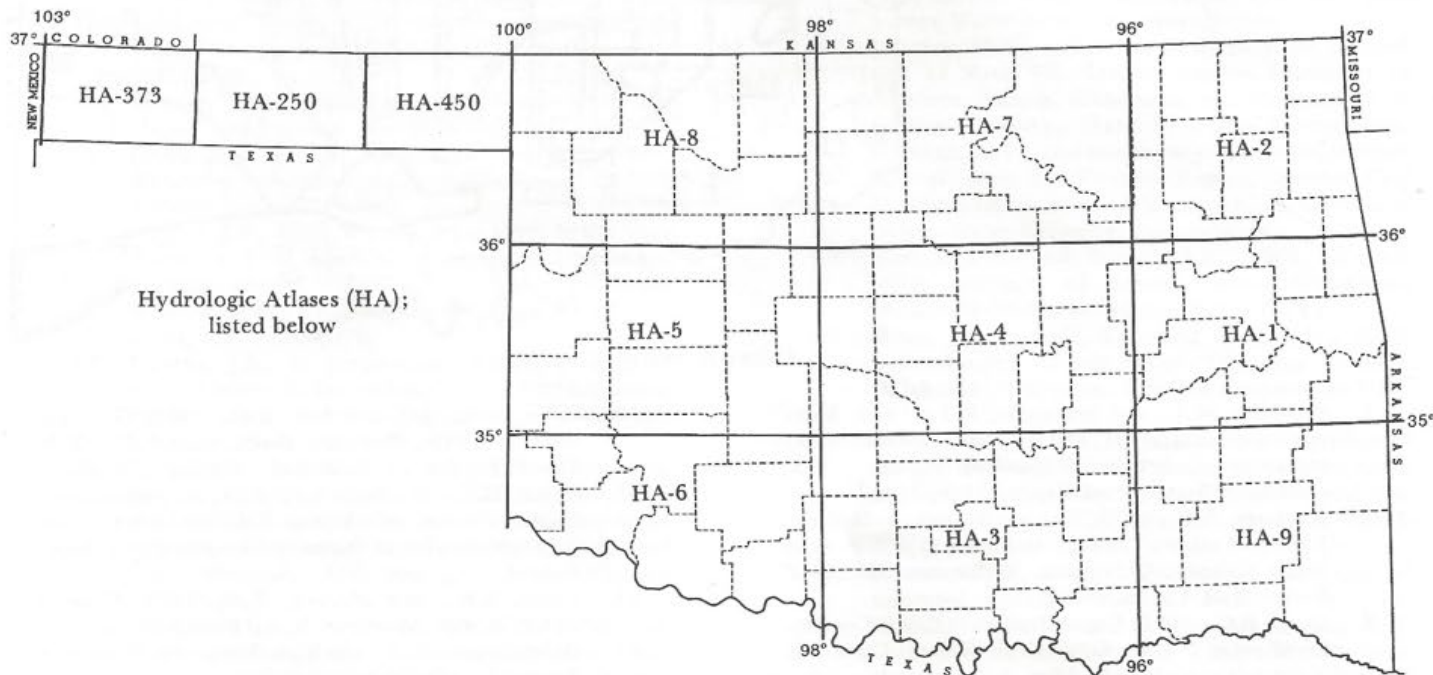 103°
100°
98°
96°
37°
COLORADO
KANSAS
37°
NEW MEXICO
MISSOURI
HA-373
HA-250
HA-450
HA-8
HA-7
HA-2
TEXAS
36°
36°
Hydrologic Atlases (HA);
listed below
HA-5
HA-4
HA-1
ARKANSAS
35°
35°
HA-6
HA-3
HA-9
98°
TEXAS
96°